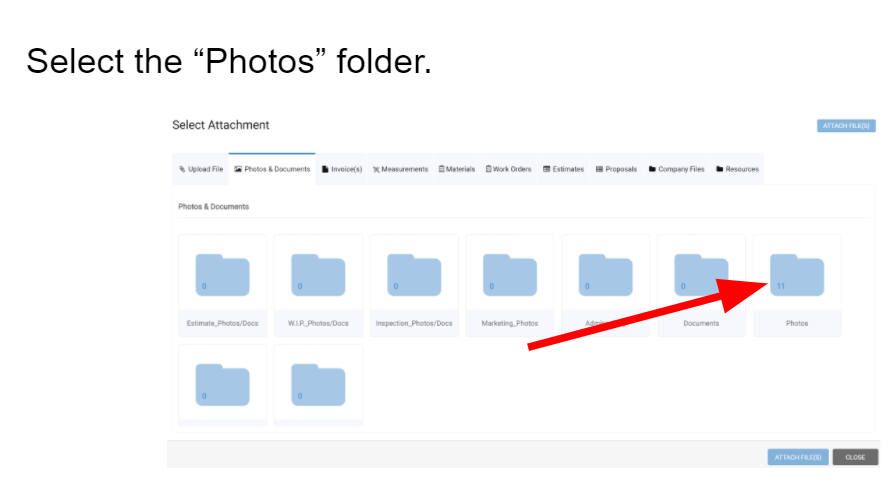 Select the “Photos” folder.
Select Attachment
ATTACH FILE(S)
Upload File Photos & Documents Invoice(s) Measurements Materials Work Orders Estimates Proposals Company Files Resources
Photos & Documents
0 0 0 0 0 0 11
Estimate_Photos/Docs W.I.P._Photos/Docs Inspection_Photos/Docs Marketing_Photos Documents Photos
0 0
ATTACH FILE(S) CLOSE